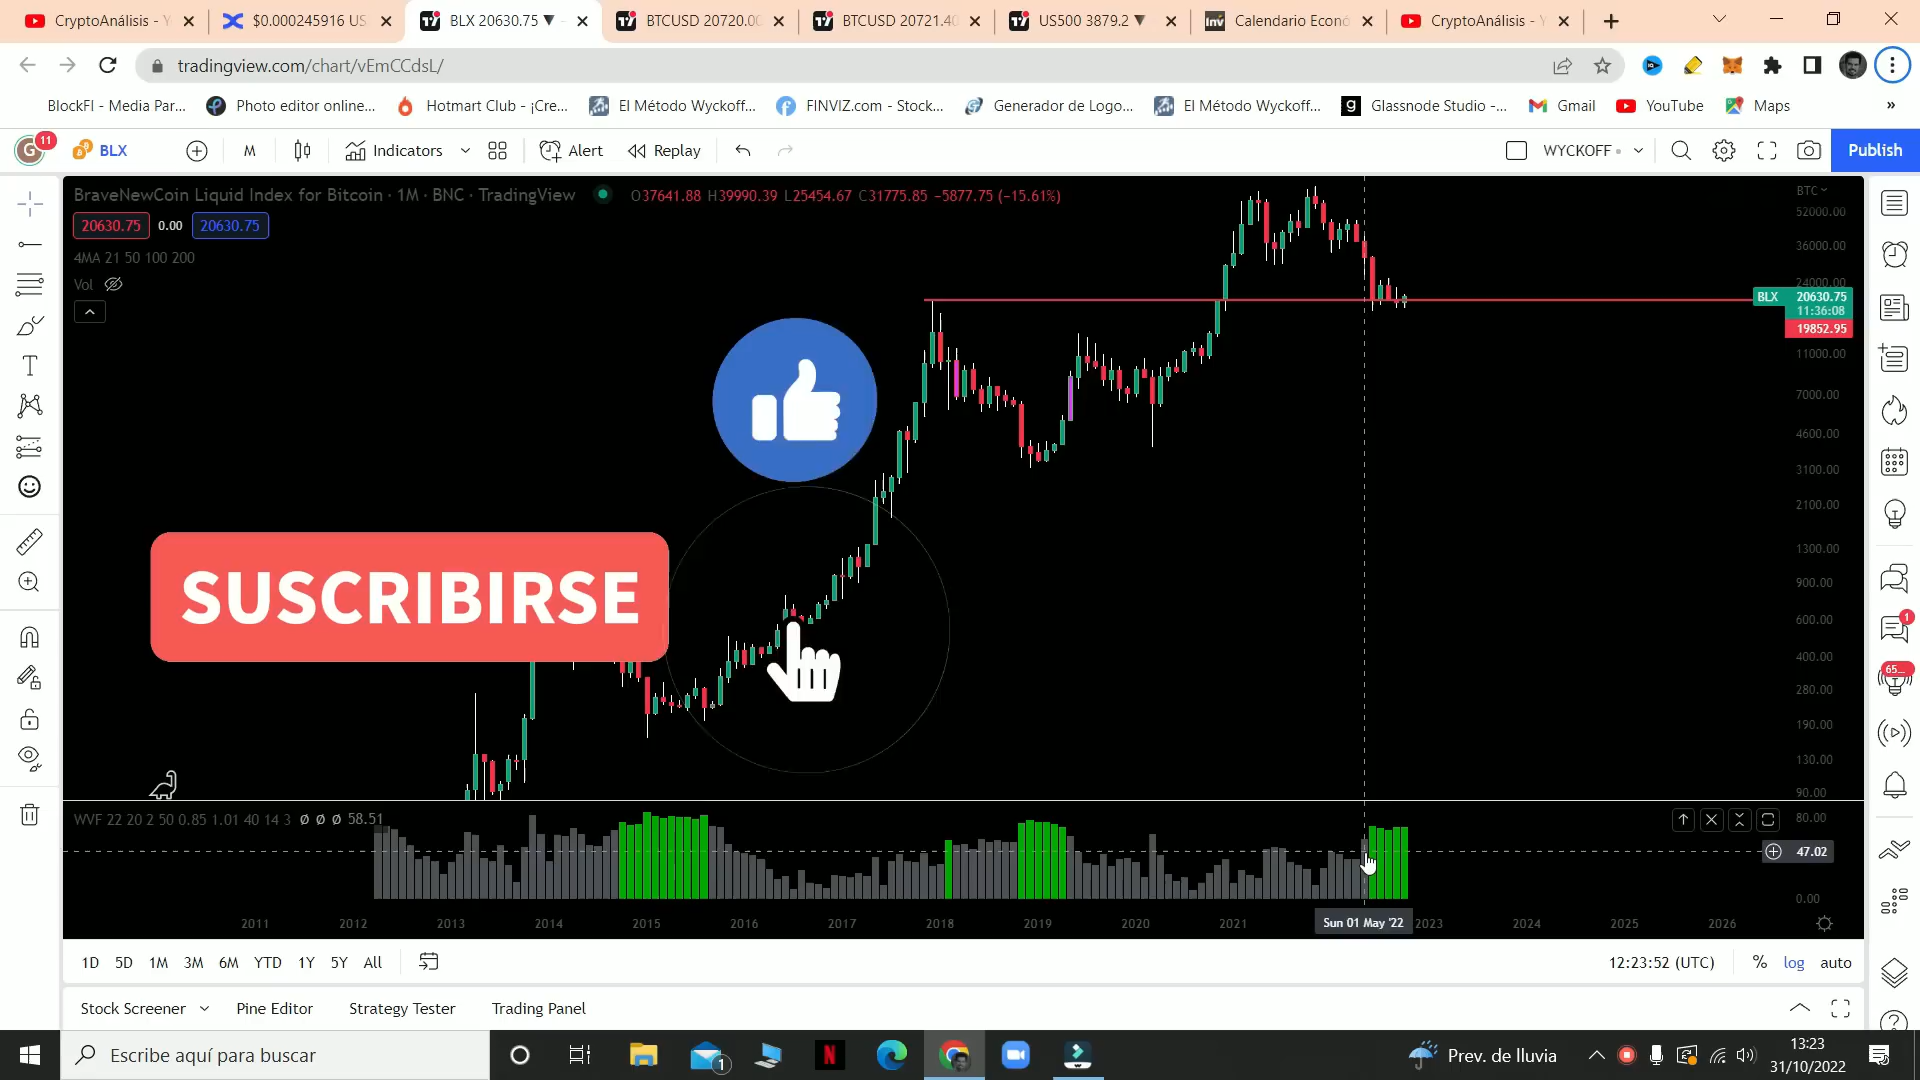 CryptoAnálisis - Y
$0.000245916 US
BLX 20630.75 ▼
BTCUSD 20720.00
BTCUSD 20721.40
US500 3879.2 ▼
Calendario Econó
CryptoAnálisis - Y
tradingview.com/chart/vEmCCdsL/
BlockFI - Media Par...
Photo editor online...
Hotmart Club - ¡Cre...
El Método Wyckoff...
FINVIZ.com - Stock...
Generador de Logo...
El Método Wyckoff...
Glassnode Studio -...
Gmail
YouTube
Maps
»
G
11
BLX
M
Indicators
Alert
Replay
WYCKOFF
Publish
BraveNewCoin Liquid Index for Bitcoin · 1M · BNC · TradingView
O37641.88 H39990.39 L25454.67 C31775.85 −5877.75 (−15.61%)
20630.75
0.00
20630.75
4MA 21 50 100 200
Vol
BTC
52000.00
36000.00
24000.00
BLX 20630.75
11:36:08
19852.95
11000.00
7000.00
4600.00
3100.00
2100.00
1300.00
900.00
600.00
400.00
280.00
190.00
130.00
90.00
SUSCRIBIRSE
1
65...
WVF 22 20 2 50 0.85 1.01 40 14 3 Ø Ø Ø 58.51
80.00
47.02
0.00
2011
2012
2013
2014
2015
2016
2017
2018
2019
2020
2021
Sun 01 May '22
2023
2024
2025
2026
1D
5D
1M
3M
6M
YTD
1Y
5Y
All
12:23:52 (UTC)
%
log
auto
Stock Screener
Pine Editor
Strategy Tester
Trading Panel
Escribe aquí para buscar
1
N
Prev. de lluvia
13:23
31/10/2022